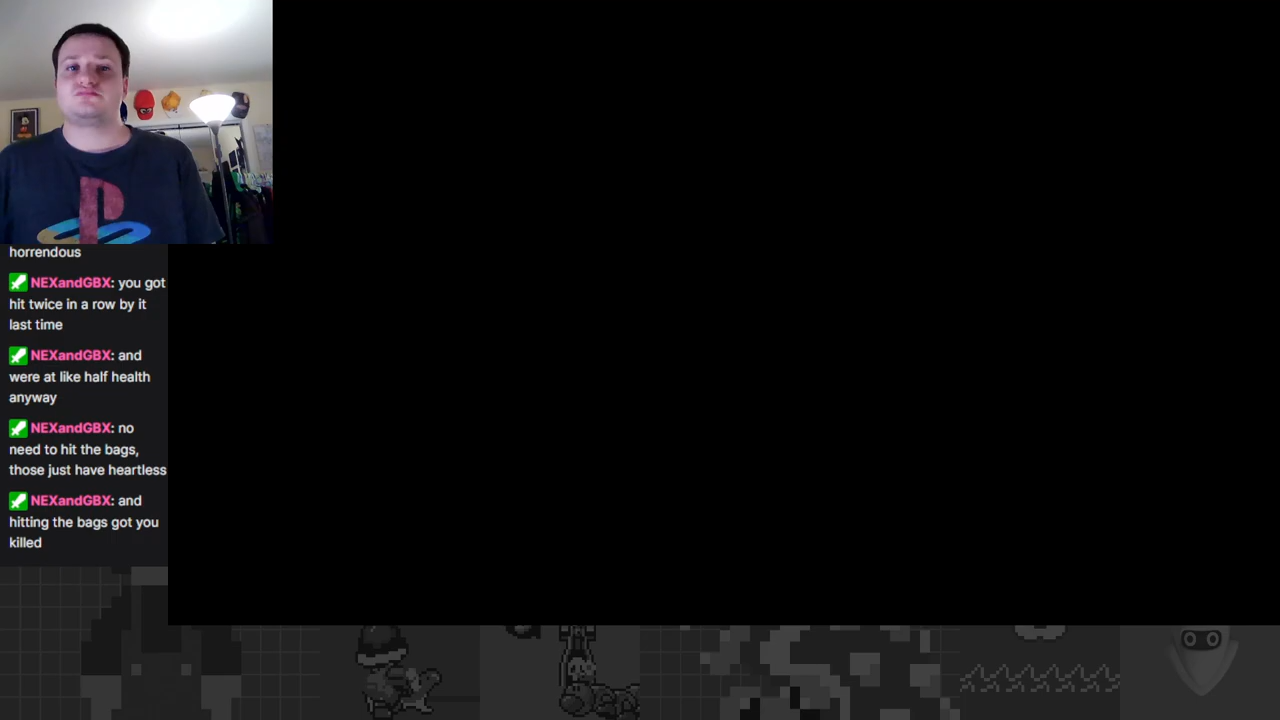 horrendous
NEXandGBX: you got
hit twice in a row by it
last time
NEXandGBX: and
were at like half health
anyway
NEXandGBX: no
need to hit the bags,
those just have heartless
NEXandGBX: and
hitting the bags got you
killed